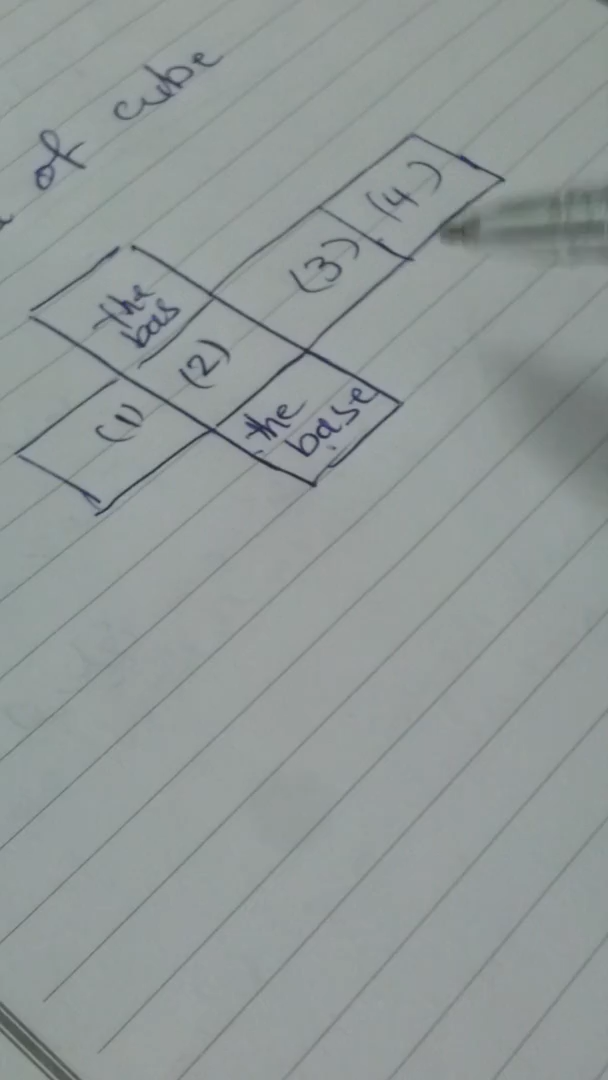 of cube
the
bas
(1)
(2)
(3)
(4)
the
base